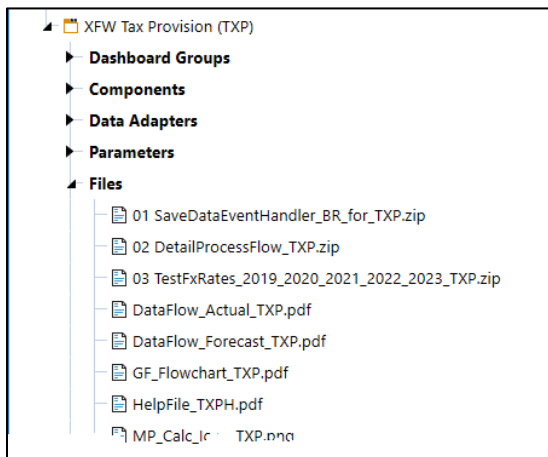 XFW Tax Provision (TXP)
Dashboard Groups
Components
Data Adapters
Parameters
Files
01 SaveDataEventHandler_BR_for_TXP.zip
02 DetailProcessFlow_TXP.zip
03 TestFxRates_2019_2020_2021_2022_2023_TXP.zip
DataFlow_Actual_TXP.pdf
DataFlow_Forecast_TXP.pdf
GF_Flowchart_TXP.pdf
HelpFile_TXPH.pdf